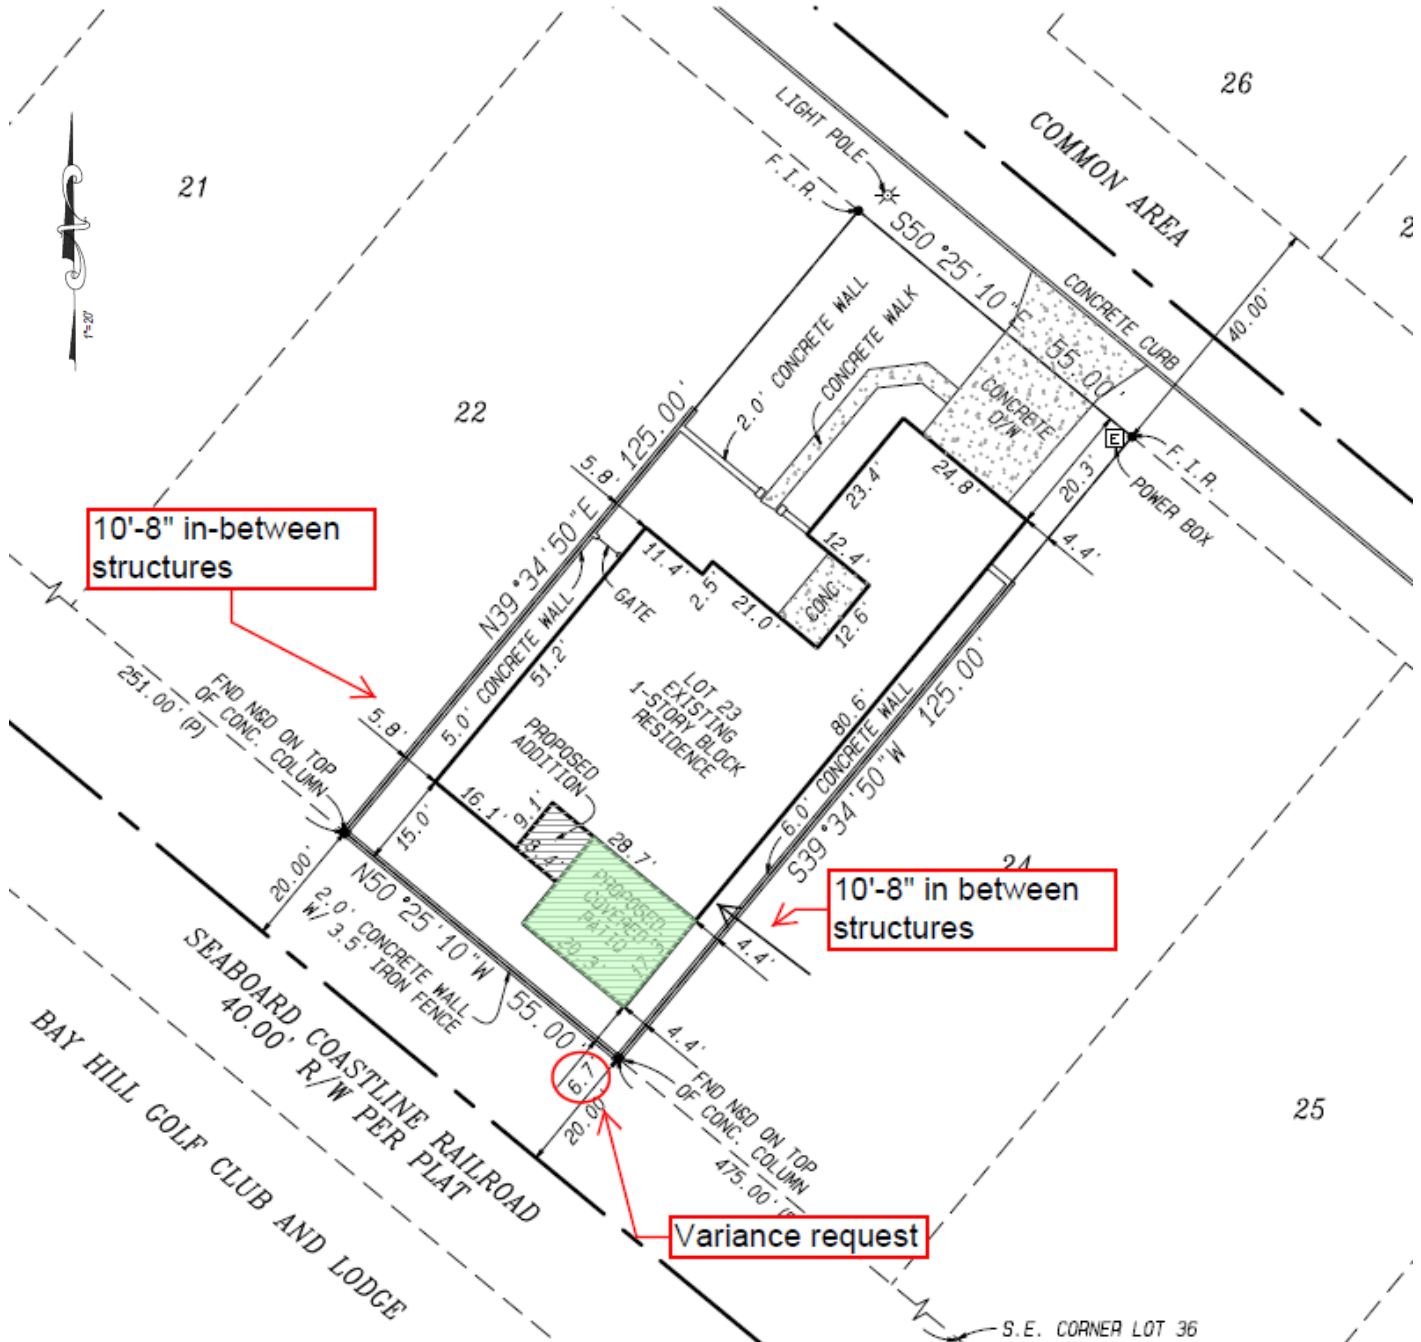 26
COMMON AREA
LIGHT POLE
F.I.R.
21
1"=20'
S50°25'10"E
55.00'
CONCRETE CURB
40.00'
2.0' CONCRETE WALL
CONCRETE WALK
CONCRETE
D/W
22
N39°34'50"E 125.00'
5.8'
23.4'
24.8'
20.3'
E
F.I.R.
POWER BOX
4.4'
10'-8" in-between
structures
11.4'
2.5'
21.0'
12.4'
CONC.
12.6'
GATE
5.0' CONCRETE WALL
51.2'
251.00' (P)
FND N&D ON TOP
OF CONC. COLUMN
5.8'
LOT 23
EXISTING
1-STORY BLOCK
RESIDENCE
80.6'
6.0' CONCRETE WALL
S39°34'50"W 125.00'
PROPOSED
ADDITION
16.1'
9.1'
8.4'
28.7'
15.0'
20.00'
PROPOSED
COVERED
PATIO
20.3'
24
10'-8" in between
structures
4.4'
N50°25'10"W 55.00'
2.0' CONCRETE WALL
W/ 3.5' IRON FENCE
4.4'
6.7'
20.00'
FND N&D ON TOP
OF CONC. COLUMN
475.00'
SEABOARD COASTLINE RAILROAD
40.00' R/W PER PLAT
BAY HILL GOLF CLUB AND LODGE
25
Variance request
S.E. CORNER LOT 36